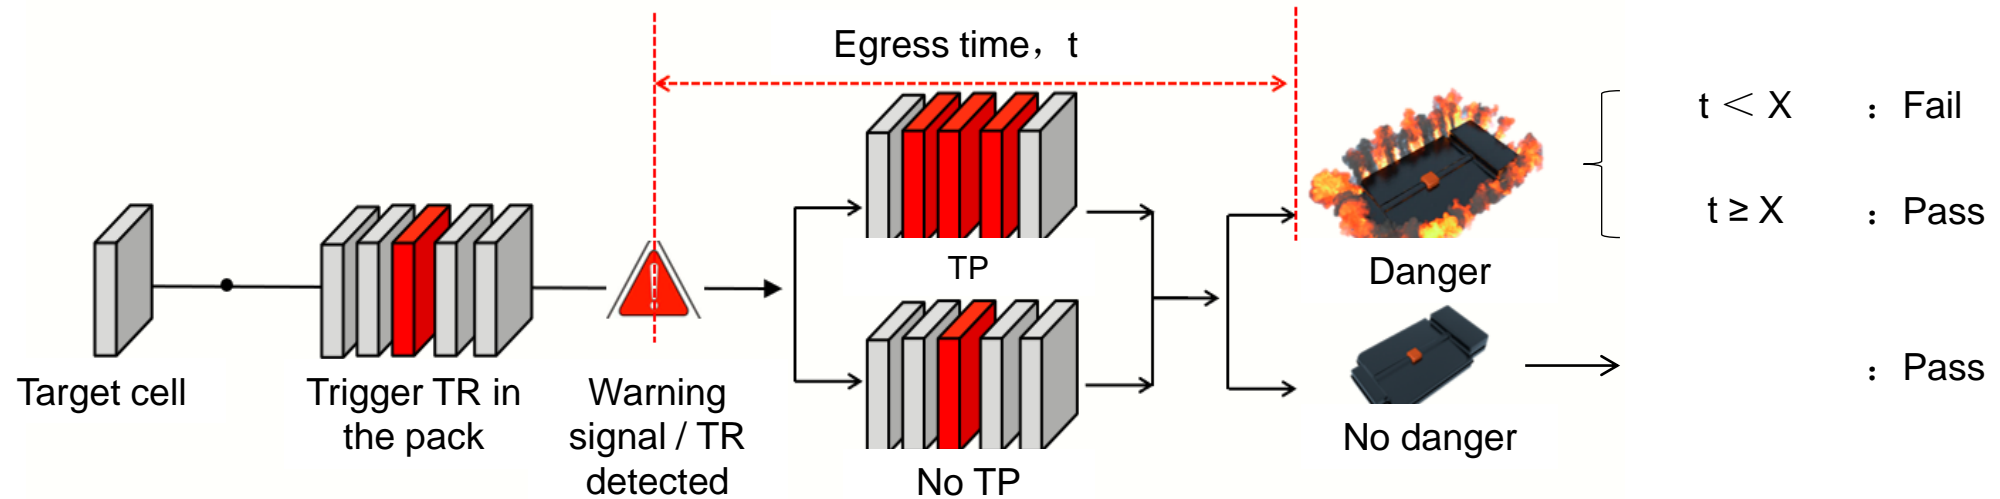 Egress time，t
t ＜ X ：Fail
t ≥ X ：Pass
TP
Danger
Target cell
Trigger TR in
the pack
Warning
signal / TR
detected
No TP
No danger
：Pass